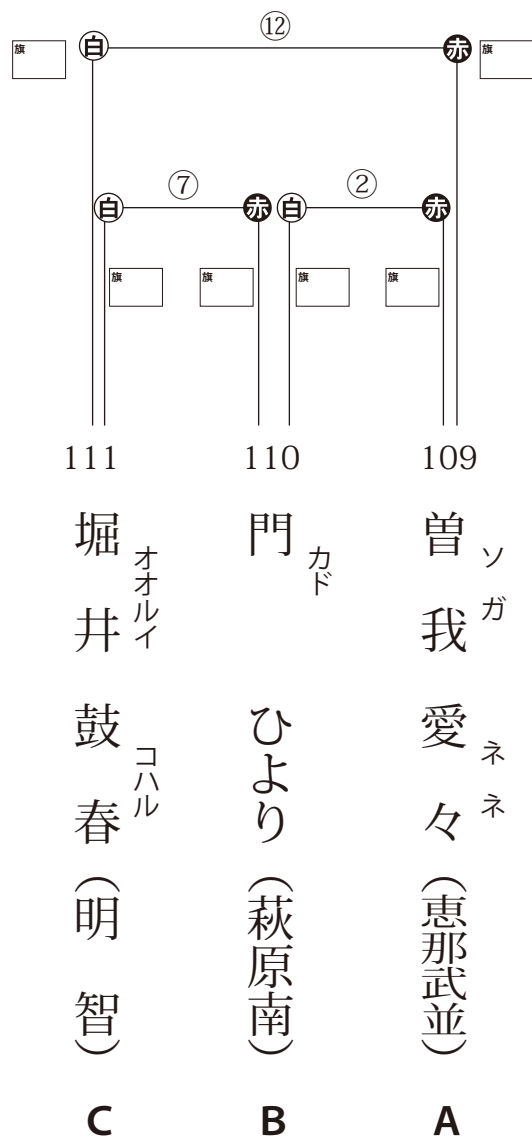 ⑫
旗
白
赤
旗
⑦
②
白
赤
白
赤
旗
旗
旗
旗
111
110
109
曽我愛々(恵那武並)
ソガ
ネネ
A
門ひより(萩原南)
カド
B
堀井鼓春(明智)
オオルイ
コハル
C